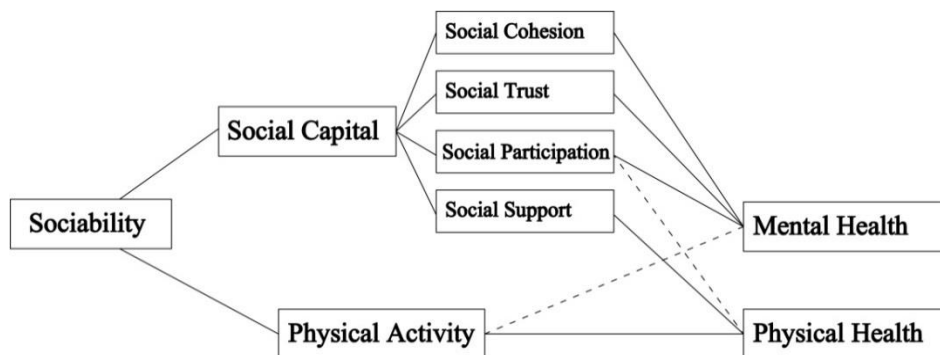 Social Cohesion
Social Trust
Social Capital
Social Participation
Social Support
Sociability
Mental Health
Physical Activity
Physical Health